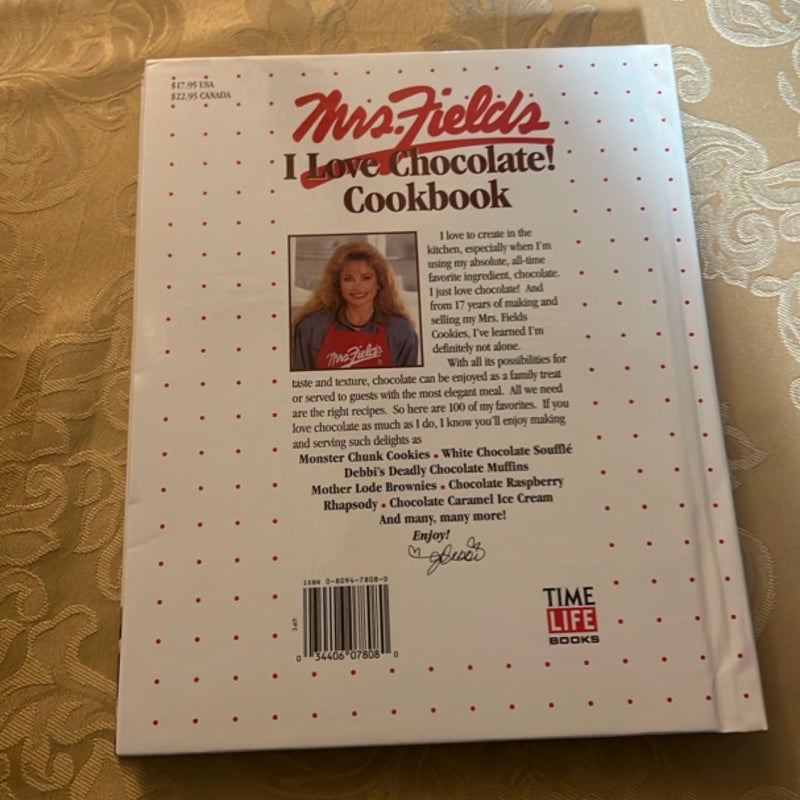 $17.95 USA
$22.95 CANADA
Mrs. Fields
I Love Chocolate!
Cookbook
I love to create in the
kitchen, especially when I'm
using my absolute, all-time
favorite ingredient, chocolate.
I just love chocolate! And
from 17 years of making and
selling my Mrs. Fields
Cookies, I've learned I'm
definitely not alone.
Mrs. Fields
With all its possibilities for
taste and texture, chocolate can be enjoyed as a family treat
or served to guests with the most elegant meal. All we need
are the right recipes. So here are 100 of my favorites. If you
love chocolate as much as I do, I know you'll enjoy making
and serving such delights as
Monster Chunk Cookies • White Chocolate Soufflé
Debbi's Deadly Chocolate Muffins
Mother Lode Brownies • Chocolate Raspberry
Rhapsody • Chocolate Caramel Ice Cream
And many, many more!
Enjoy!
Debbi
ISBN 0-8094-7808-0
UPC
0 34406 07808 0
TIME
LIFE
BOOKS